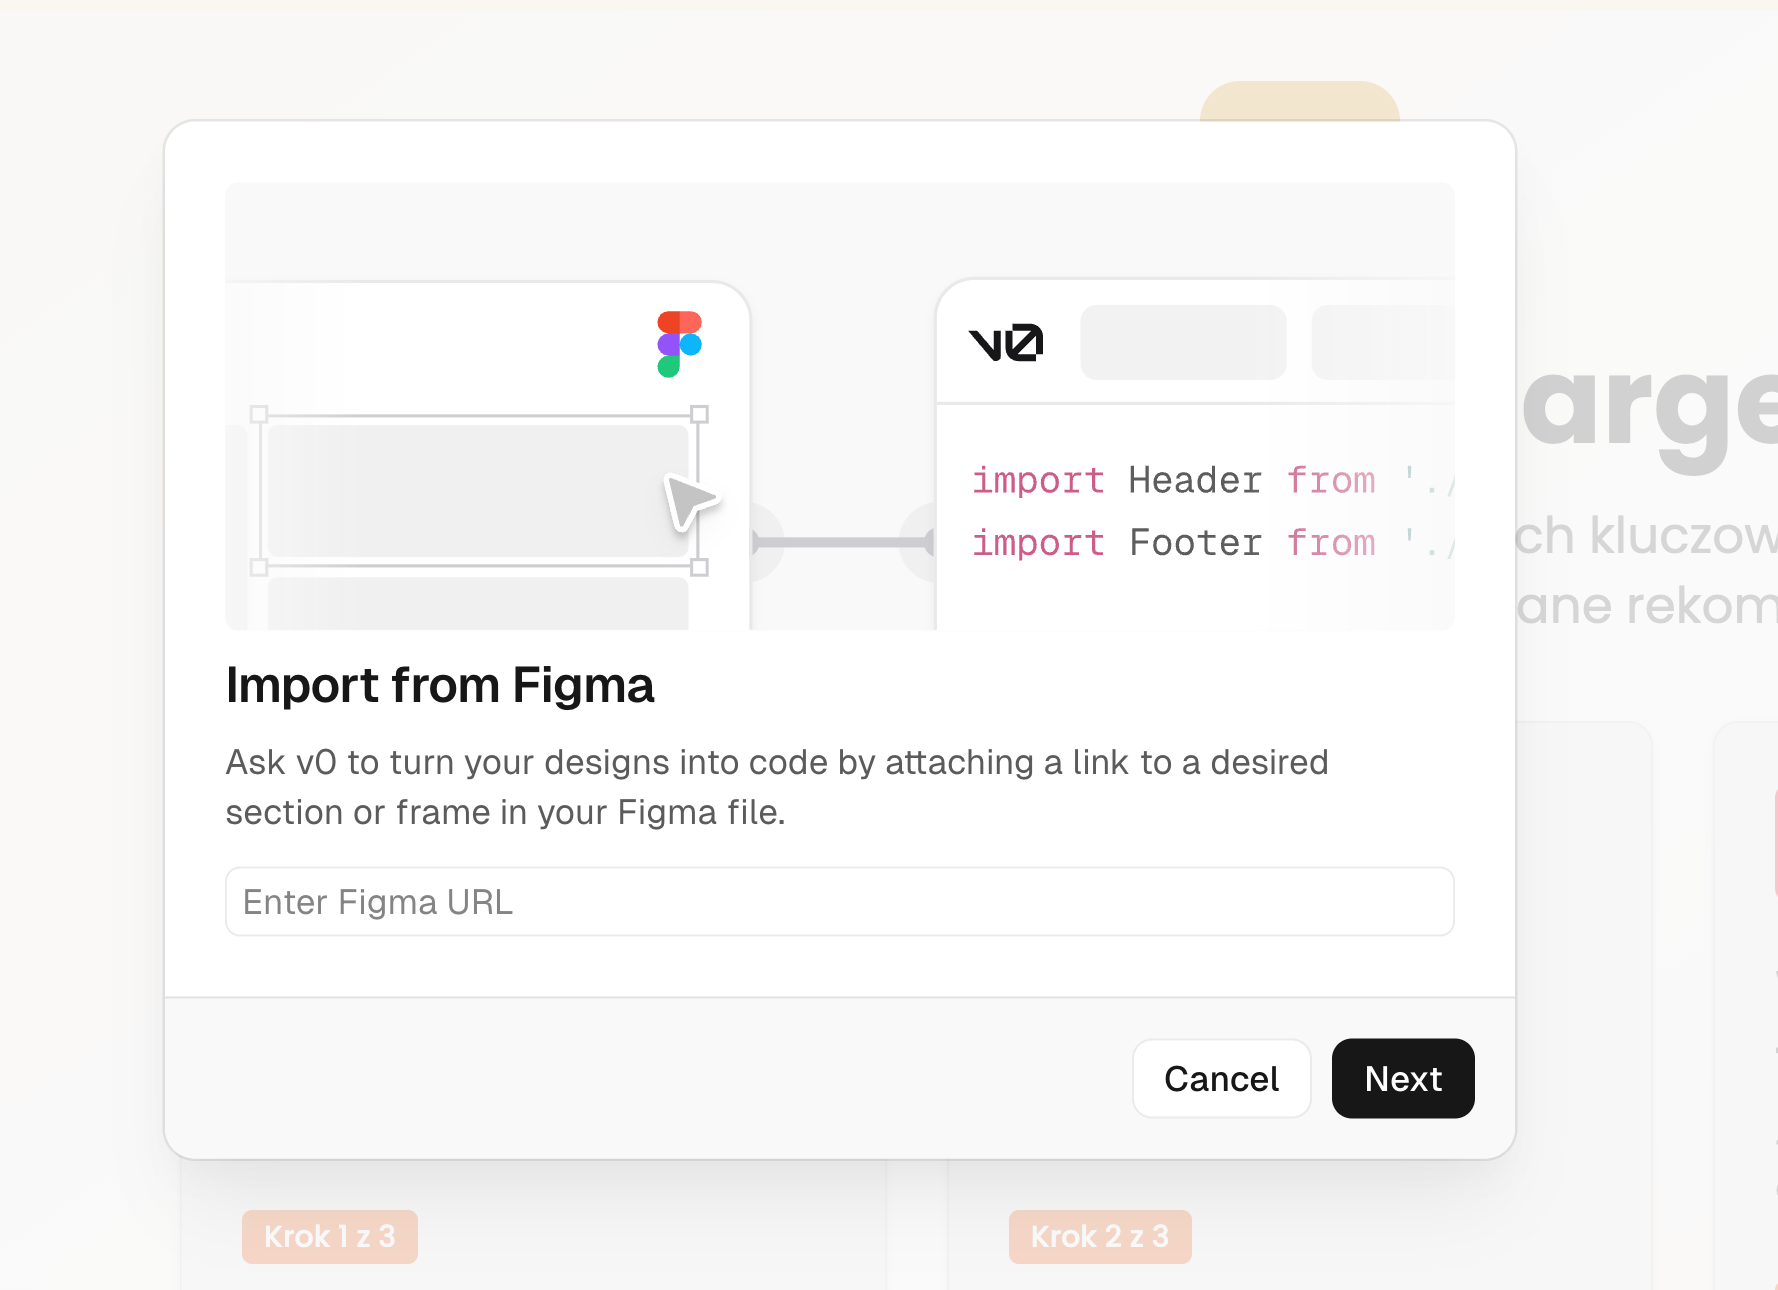 v0
import Header from './
import Footer from './
arge
ch kluczow
ane rekom
Import from Figma
Ask v0 to turn your designs into code by attaching a link to a desired
section or frame in your Figma file.
Enter Figma URL
Cancel
Next
Krok 1 z 3
Krok 2 z 3